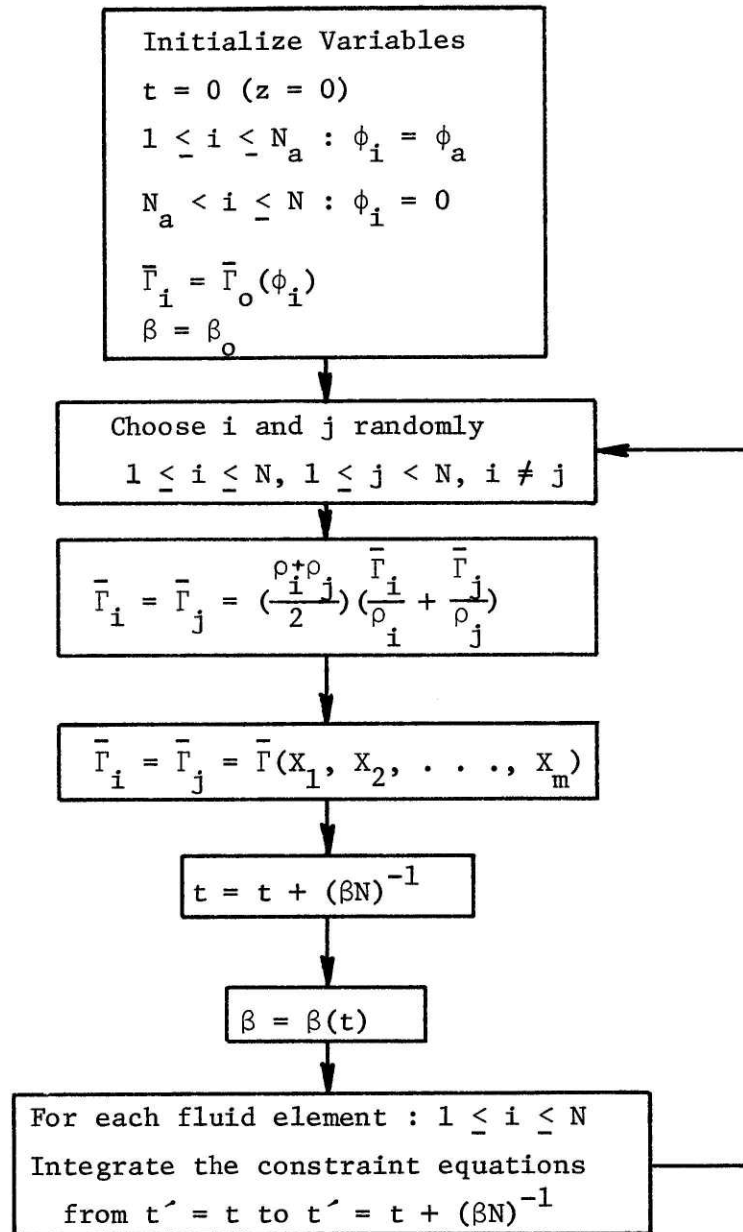 Initialize Variables
t = 0 (z = 0)
1 ≤ i ≤ N_a : ϕ_i = ϕ_a
N_a < i ≤ N : ϕ_i = 0
Γ̄_i = Γ̄_o(ϕ_i)
β = β_o
Choose i and j randomly
1 ≤ i ≤ N, 1 ≤ j < N, i ≠ j
Γ̄_i = Γ̄_j = ((ρ_i+ρ_j)/2)(Γ̄_i/ρ_i + Γ̄_j/ρ_j)
Γ̄_i = Γ̄_j = Γ̄(X_1, X_2, . . ., X_m)
t = t + (βN)^-1
β = β(t)
For each fluid element : 1 ≤ i ≤ N
Integrate the constraint equations
from t′ = t to t′ = t + (βN)^-1